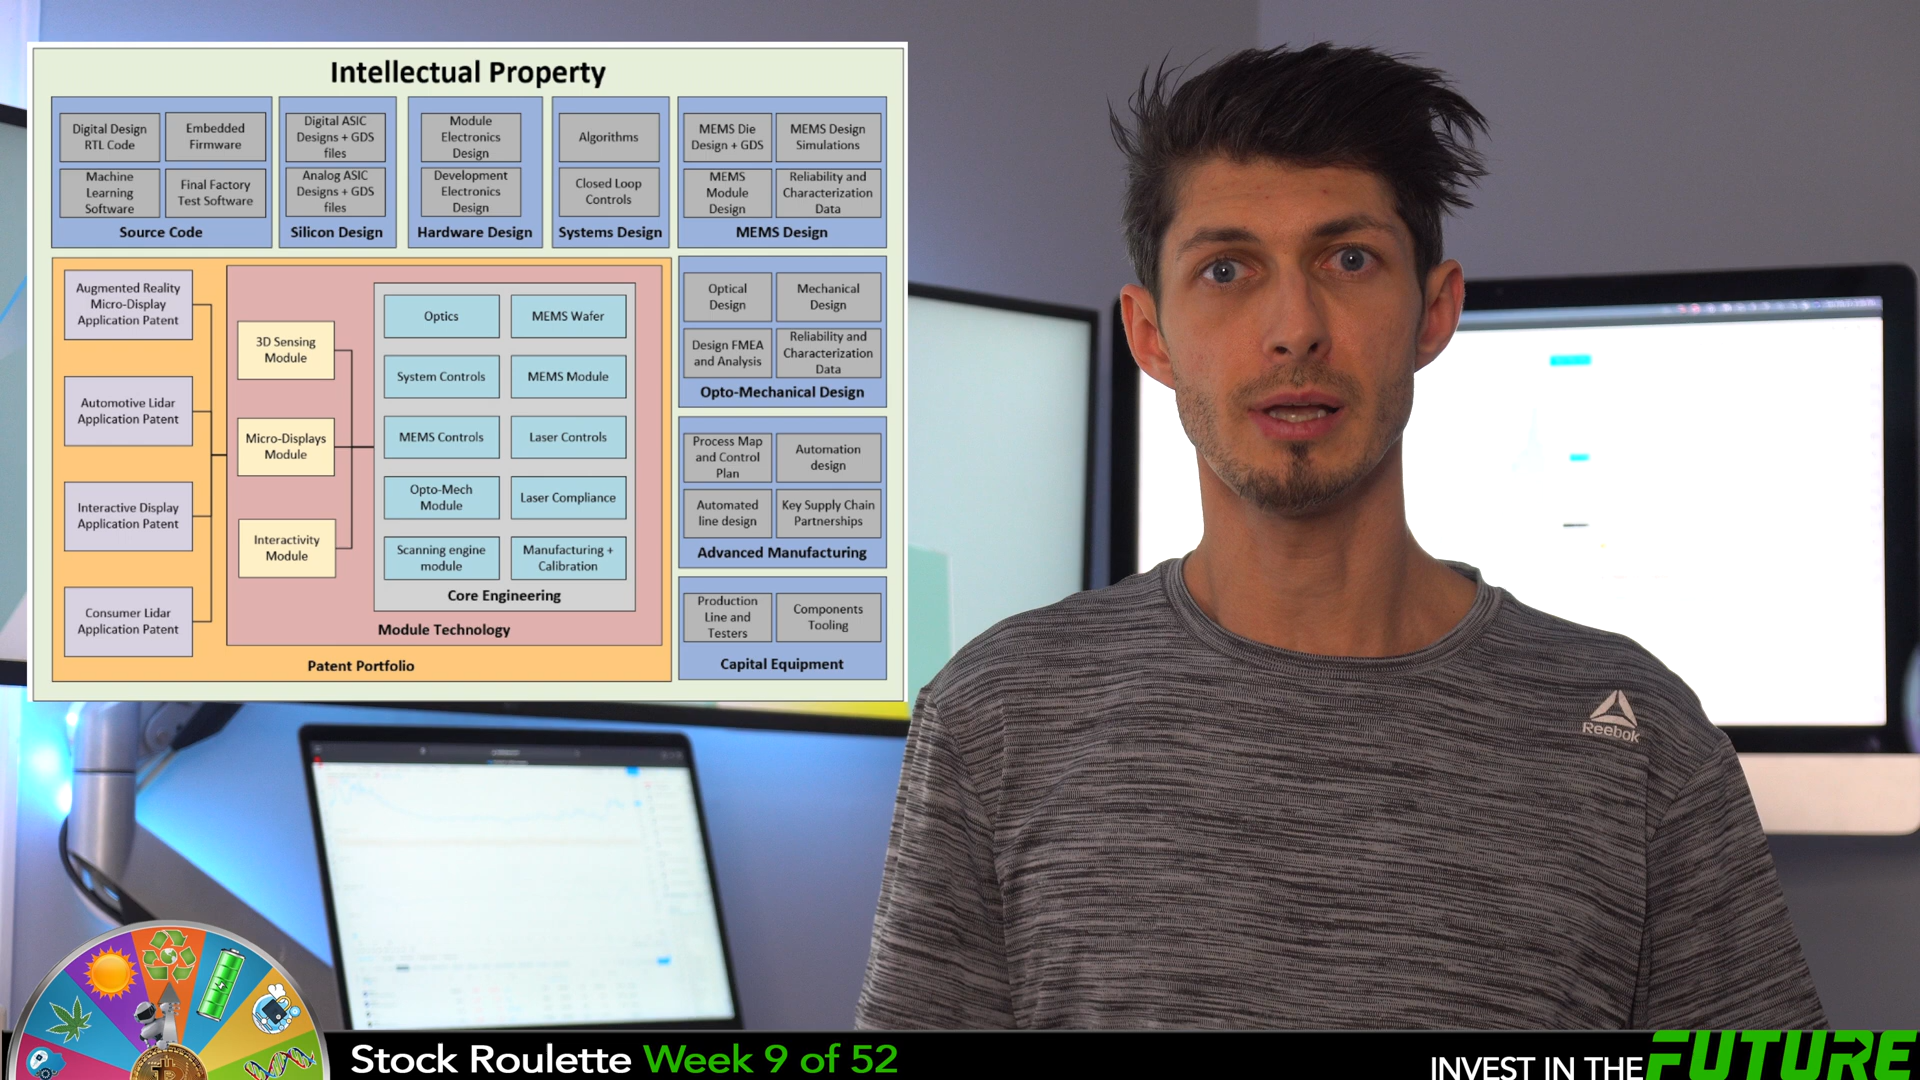 Intellectual Property
Digital Design
RTL Code
Embedded
Firmware
Machine
Learning
Software
Final Factory
Test Software
Source Code
Digital ASIC
Designs + GDS
files
Analog ASIC
Designs + GDS
files
Silicon Design
Module
Electronics
Design
Development
Electronics
Design
Hardware Design
Algorithms
Closed Loop
Controls
Systems Design
MEMS Die
Design + GDS
MEMS Design
Simulations
MEMS
Module
Design
Reliability and
Characterization
Data
MEMS Design
Augmented Reality
Micro-Display
Application Patent
Automotive Lidar
Application Patent
Interactive Display
Application Patent
Consumer Lidar
Application Patent
3D Sensing
Module
Micro-Displays
Module
Interactivity
Module
Optics
MEMS Wafer
System Controls
MEMS Module
MEMS Controls
Laser Controls
Opto-Mech
Module
Laser Compliance
Scanning engine
module
Manufacturing +
Calibration
Core Engineering
Module Technology
Patent Portfolio
Optical
Design
Mechanical
Design
Design FMEA
and Analysis
Reliability and
Characterization
Data
Opto-Mechanical Design
Process Map
and Control
Plan
Automation
design
Automated
line design
Key Supply Chain
Partnerships
Advanced Manufacturing
Production
Line and
Testers
Components
Tooling
Capital Equipment
Reebok
Stock Roulette Week 9 of 52
INVEST IN THE FUTURE